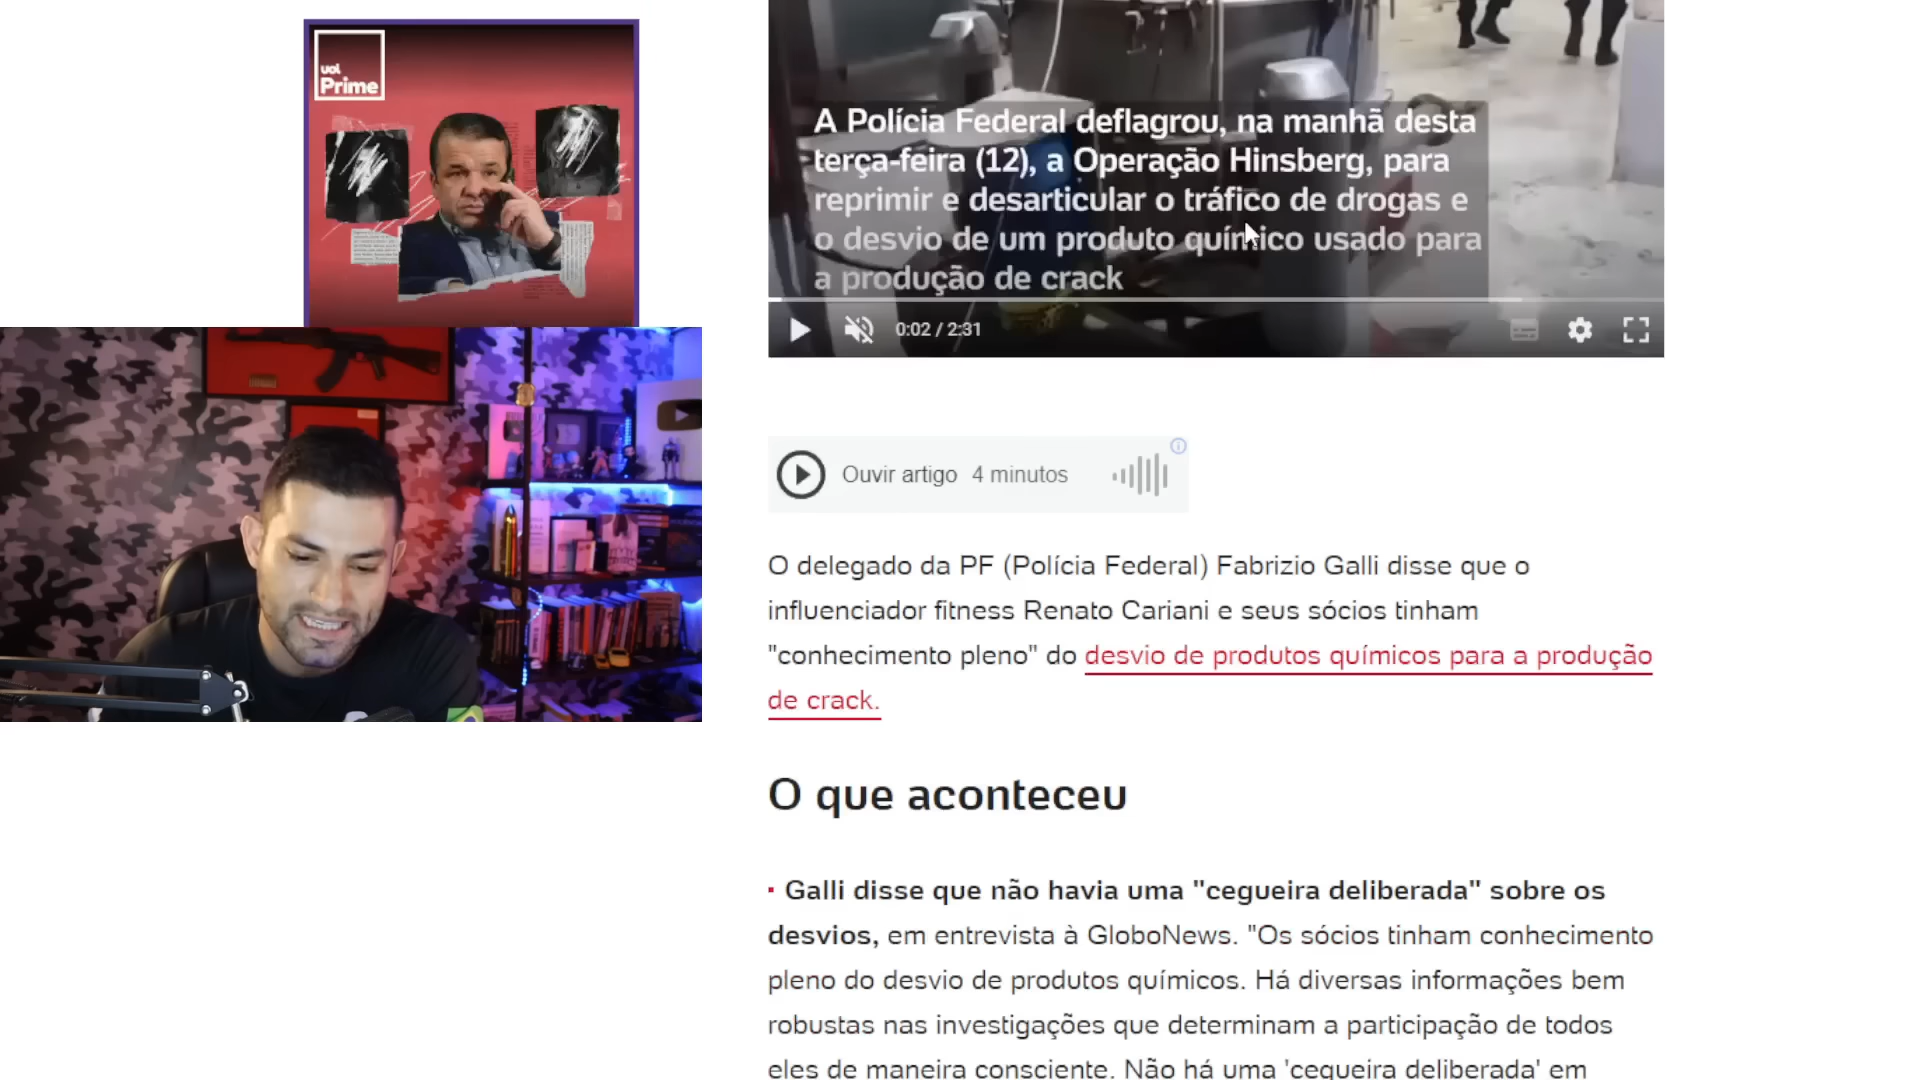 uol
Prime
A Polícia Federal deflagrou, na manhã desta
terça-feira (12), a Operação Hinsberg, para
reprimir e desarticular o tráfico de drogas e
o desvio de um produto químico usado para
a produção de crack
0:02 / 2:31
Ouvir artigo 4 minutos
O delegado da PF (Polícia Federal) Fabrizio Galli disse que o
influenciador fitness Renato Cariani e seus sócios tinham
"conhecimento pleno" do desvio de produtos químicos para a produção
de crack.
O que aconteceu
Galli disse que não havia uma "cegueira deliberada" sobre os
desvios, em entrevista à GloboNews. "Os sócios tinham conhecimento
pleno do desvio de produtos químicos. Há diversas informações bem
robustas nas investigações que determinam a participação de todos
eles de maneira consciente. Não há uma 'cegueira deliberada' em